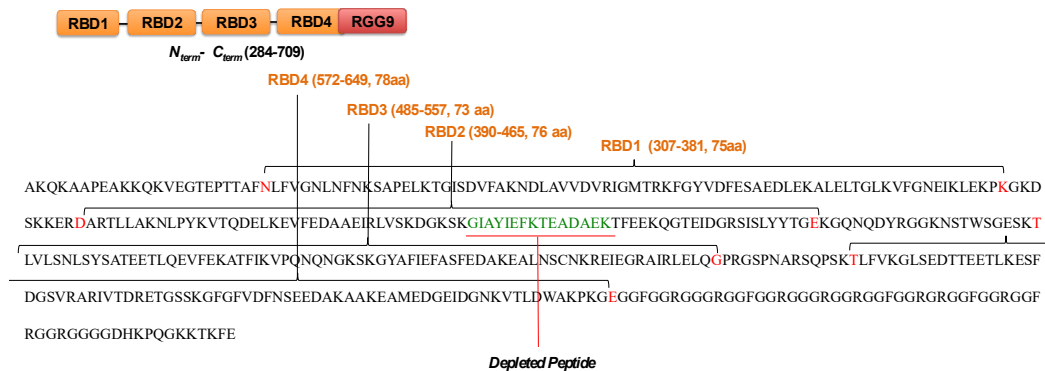 RBD1 RBD2 RBD3 RBD4 RGG9
Nterm- Cterm (284-709)
RBD4 (572-649, 78aa)
RBD3 (485-557, 73 aa)
RBD2 (390-465, 76 aa)
RBD1 (307-381, 75aa)
AKQKAAPEAKKQKVEGTEPTTAFNLFVGNLNFNKSAPELKTGISDVFAKNDLAVVDVRIGMTRKFGYVDFESAEDLEKALELTGLKVFGNEIKLEKPKGKD
SKKERDARTLLAKNLPYKVTQDELKEVFEDAAEIRLVSKDGKSKGIAYIEFKTEADAEKTFEEKQGTEIDGRSISLYYTGEKGQNQDYRGGKNSTWSGESKT
LVLSNLSYSATEETLQEVFEKATFIKVPQNQNGKSKGYAFIEFASFEDAKEALNSCNKREIEGRAIRLELQGPRGSPNARSQPSKTLFVKGLSEDTTEETLKESF
DGSVRARIVTDRETGSSKGFGFVDFNSEEDAKAAKEAMEDGEIDGNKVTLDWAKPKGEGGFGGRGGGRGGFGGRGGGRGGRGGFGGRGRGGFGGRGGF
RGGRGGGGDHKPQGKKTKFE
Depleted Peptide